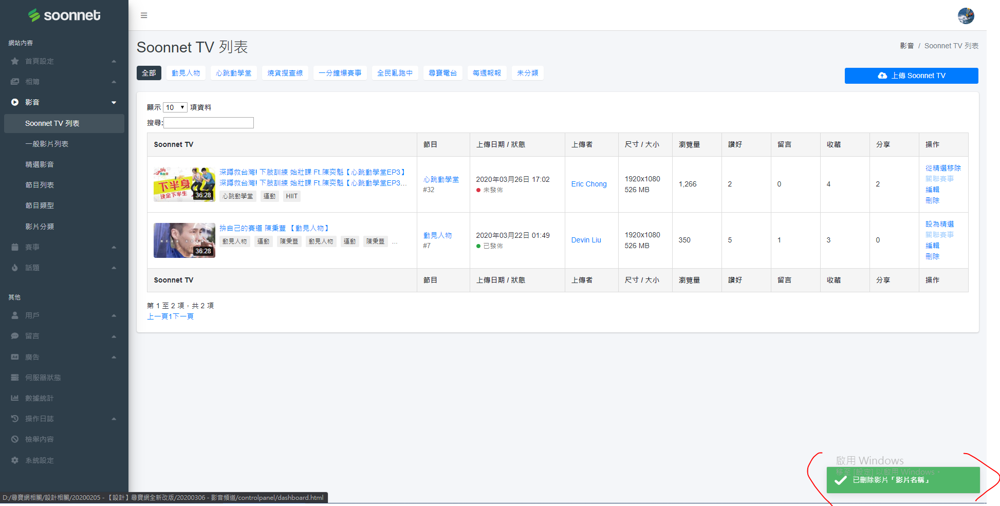 soonnet
網站內容
首頁設定
相簿
影音
Soonnet TV 列表
一般影片列表
精選影音
節目列表
節目類型
影片分類
賽事
話題
其他
用戶
留言
廣告
伺服器狀態
數據統計
操作日誌
檢舉內容
系統設定
Soonnet TV 列表
影音 / Soonnet TV 列表
全部 動見人物 心跳動學堂 燒貨搜查線 一分鐘爆賽事 全民亂跑中 尋寶電台 每週報報 未分類
上傳 Soonnet TV
顯示 10 項資料
搜尋:
Soonnet TV 節目 上傳日期 / 狀態 上傳者 尺寸 / 大小 瀏覽量 讚好 留言 收藏 分享 操作
下半身
決定下半生
36:28
深蹲救台灣! 下肢訓練 始壯課 Ft.陳奕魁【心跳動學堂EP3】
深蹲救台灣! 下肢訓練 始壯課 Ft.陳奕魁【心跳動學堂EP3...
心跳動學堂 運動 HIIT
心跳動學堂
#32
2020年03月26日 17:02
未發佈
Eric Chong
1920x1080
526 MB
1,266
2
0
4
2
從精選移除
關聯賽事
編輯
刪除
36:28
拚自己的賽道 陳秉豐 【動見人物】
動見人物 運動 陳秉豐 動見人物 運動 陳秉豐 ...
動見人物
#7
2020年03月22日 01:49
已發佈
Devin Liu
1920x1080
526 MB
350
5
1
3
0
設為精選
關聯賽事
編輯
刪除
Soonnet TV 節目 上傳日期 / 狀態 上傳者 尺寸 / 大小 瀏覽量 讚好 留言 收藏 分享 操作
第 1 至 2 項，共 2 項
上一頁1下一頁
啟用 Windows
移至 [設定] 以啟用 Windows。
已刪除影片「影片名稱」
D:/尋寶網相關/設計相關/20200205 - 【設計】尋寶網全新改版/20200306 - 影音頻道/controlpanel/dashboard.html